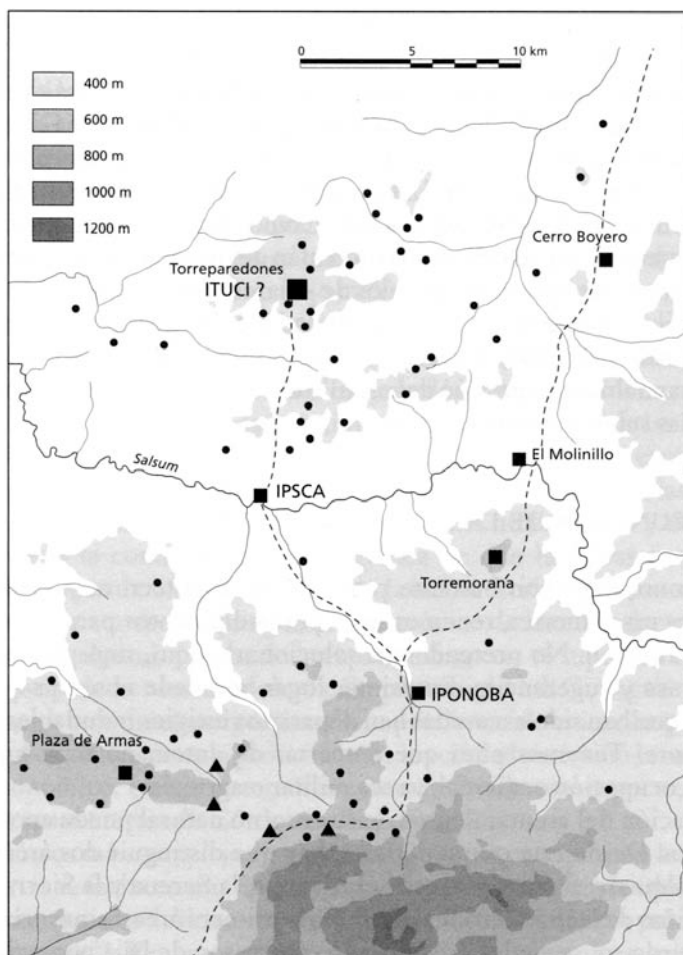 0 5 10 km
400 m
600 m
800 m
1000 m
1200 m
Cerro Boyero
Torreparedones
ITUCI ?
El Molinillo
Salsum
IPSCA
Torremorana
IPONOBA
Plaza de Armas